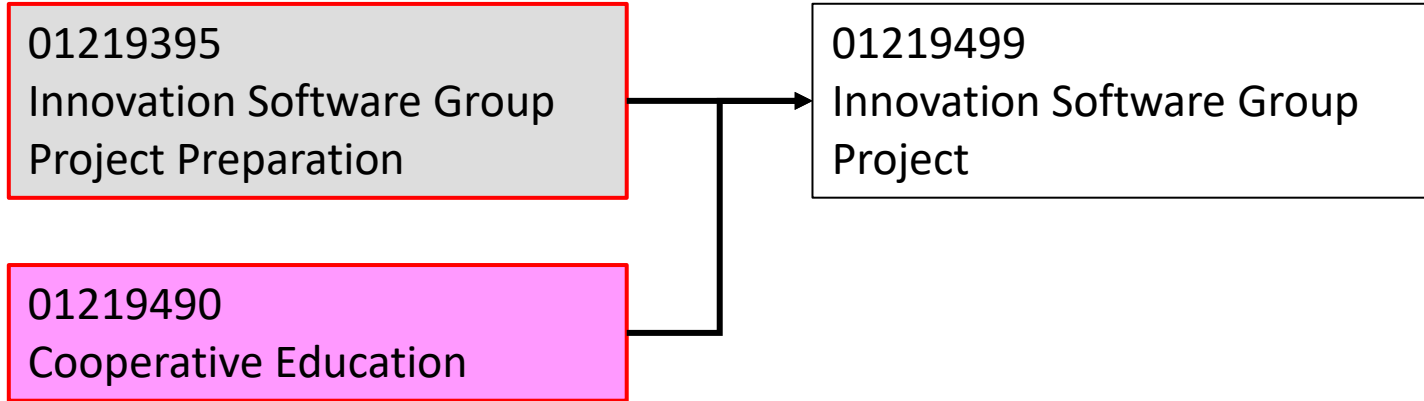 01219395
Innovation Software Group
Project Preparation
01219499
Innovation Software Group
Project
01219490
Cooperative Education